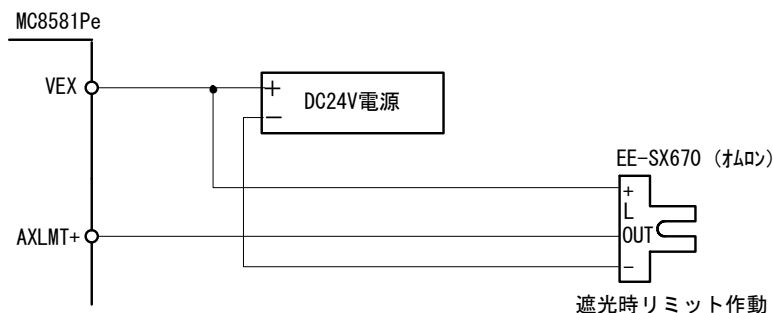 MC8581Pe
VEX
+
DC24V電源
−
EE-SX670 (ｵﾑﾛﾝ)
+
L
AXLMT+
OUT
−
遮光時リミット作動